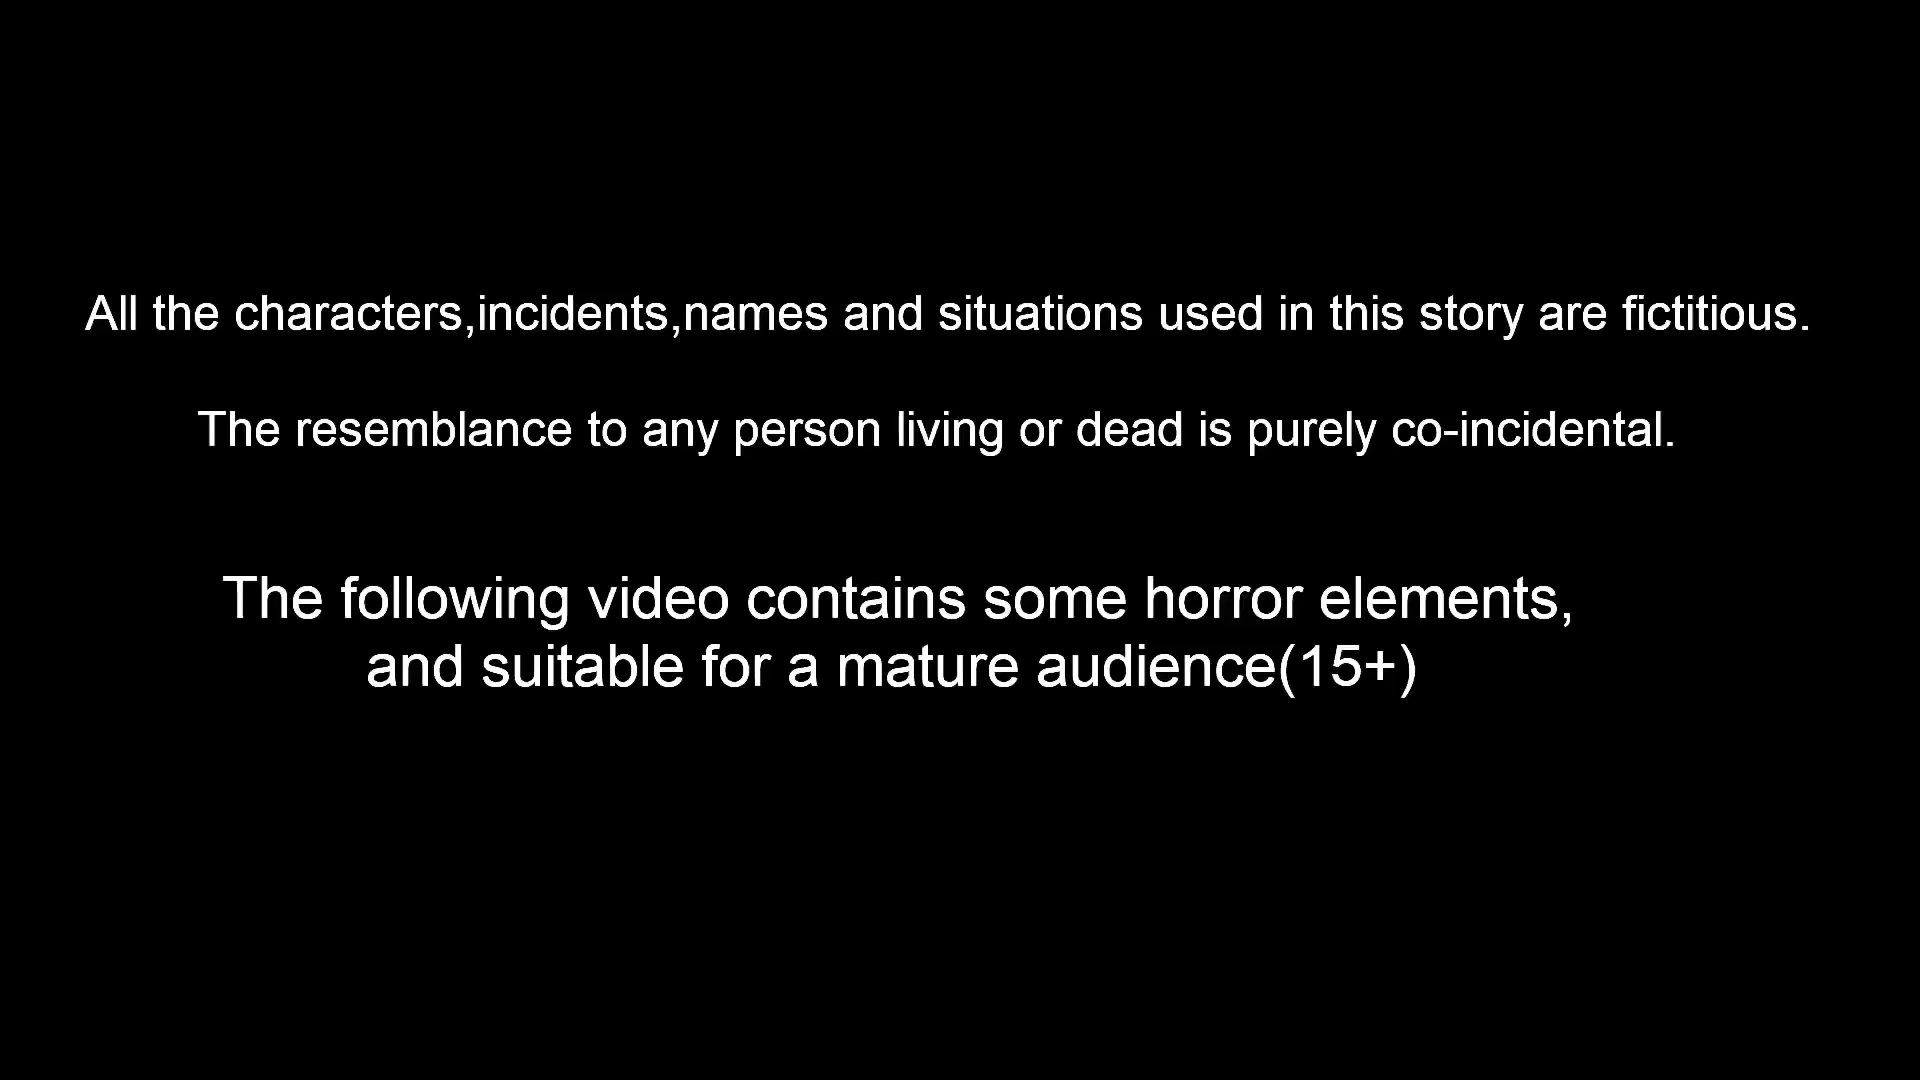 All the characters,incidents,names and situations used in this story are fictitious.
The resemblance to any person living or dead is purely co-incidental.
The following video contains some horror elements,
and suitable for a mature audience(15+)